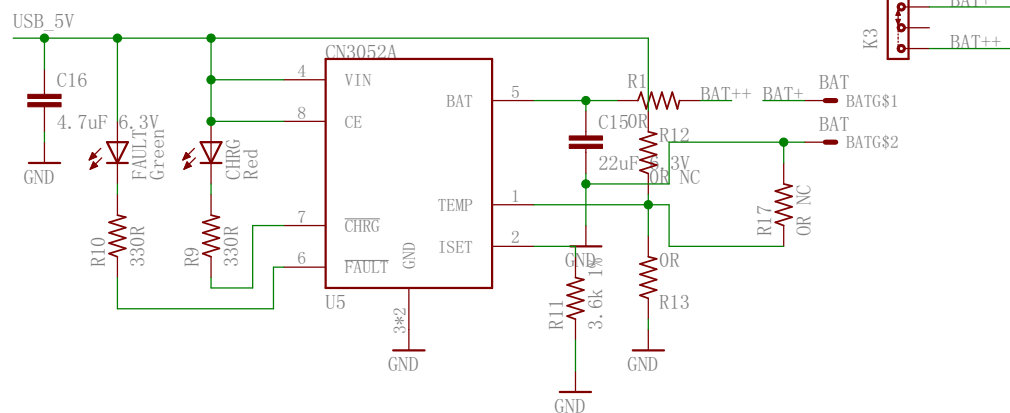 USB_5V
BAT+
K3
BAT++
CN3052A
C16
4.7uF 6.3V
GND
FAULT
Green
CHRG
Red
R10
330R
R9
330R
4
VIN
8
CE
7
CHRG
6
FAULT
GND
U5
3*2
GND
BAT
5
TEMP
1
ISET
2
R1
0R
BAT++
BAT+
BAT
BATG$1
BAT
BATG$2
C15
22uF 6.3V
R12
0R NC
R17
0R NC
GND
R11
3.6k 1%
GND
0R
R13
GND